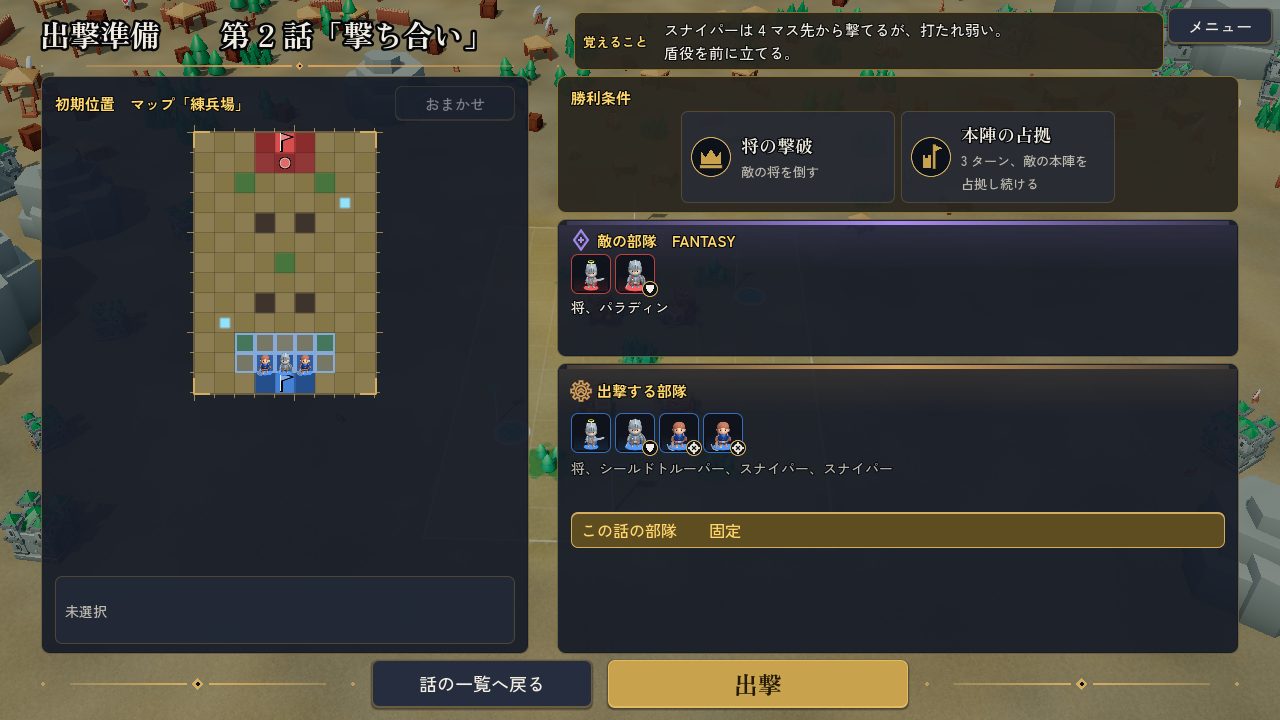 出撃準備　　第２話「撃ち合い」
覚えること
スナイパーは 4 マス先から撃てるが、打たれ弱い。
盾役を前に立てる。
メニュー
初期位置　マップ「練兵場」
おまかせ
未選択
勝利条件
将の撃破
敵の将を倒す
本陣の占拠
3 ターン、敵の本陣を
占拠し続ける
敵の部隊　FANTASY
将、パラディン
出撃する部隊
将、シールドトルーパー、スナイパー、スナイパー
この話の部隊　　固定
話の一覧へ戻る
出撃